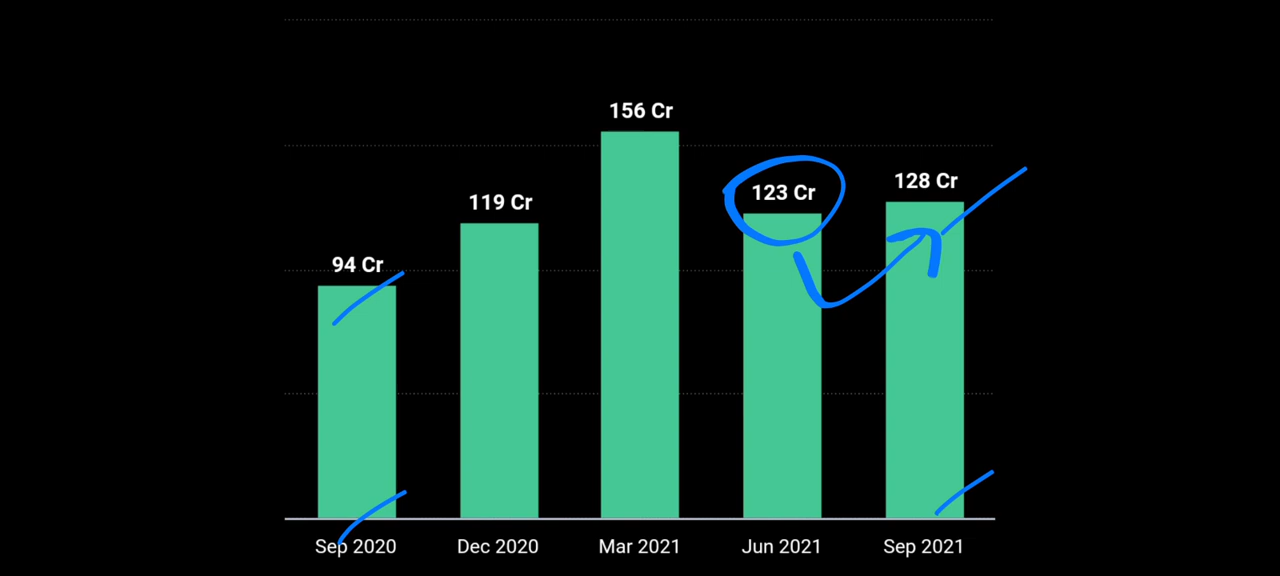 156 Cr
123 Cr
128 Cr
119 Cr
94 Cr
Sep 2020
Dec 2020
Mar 2021
Jun 2021
Sep 2021